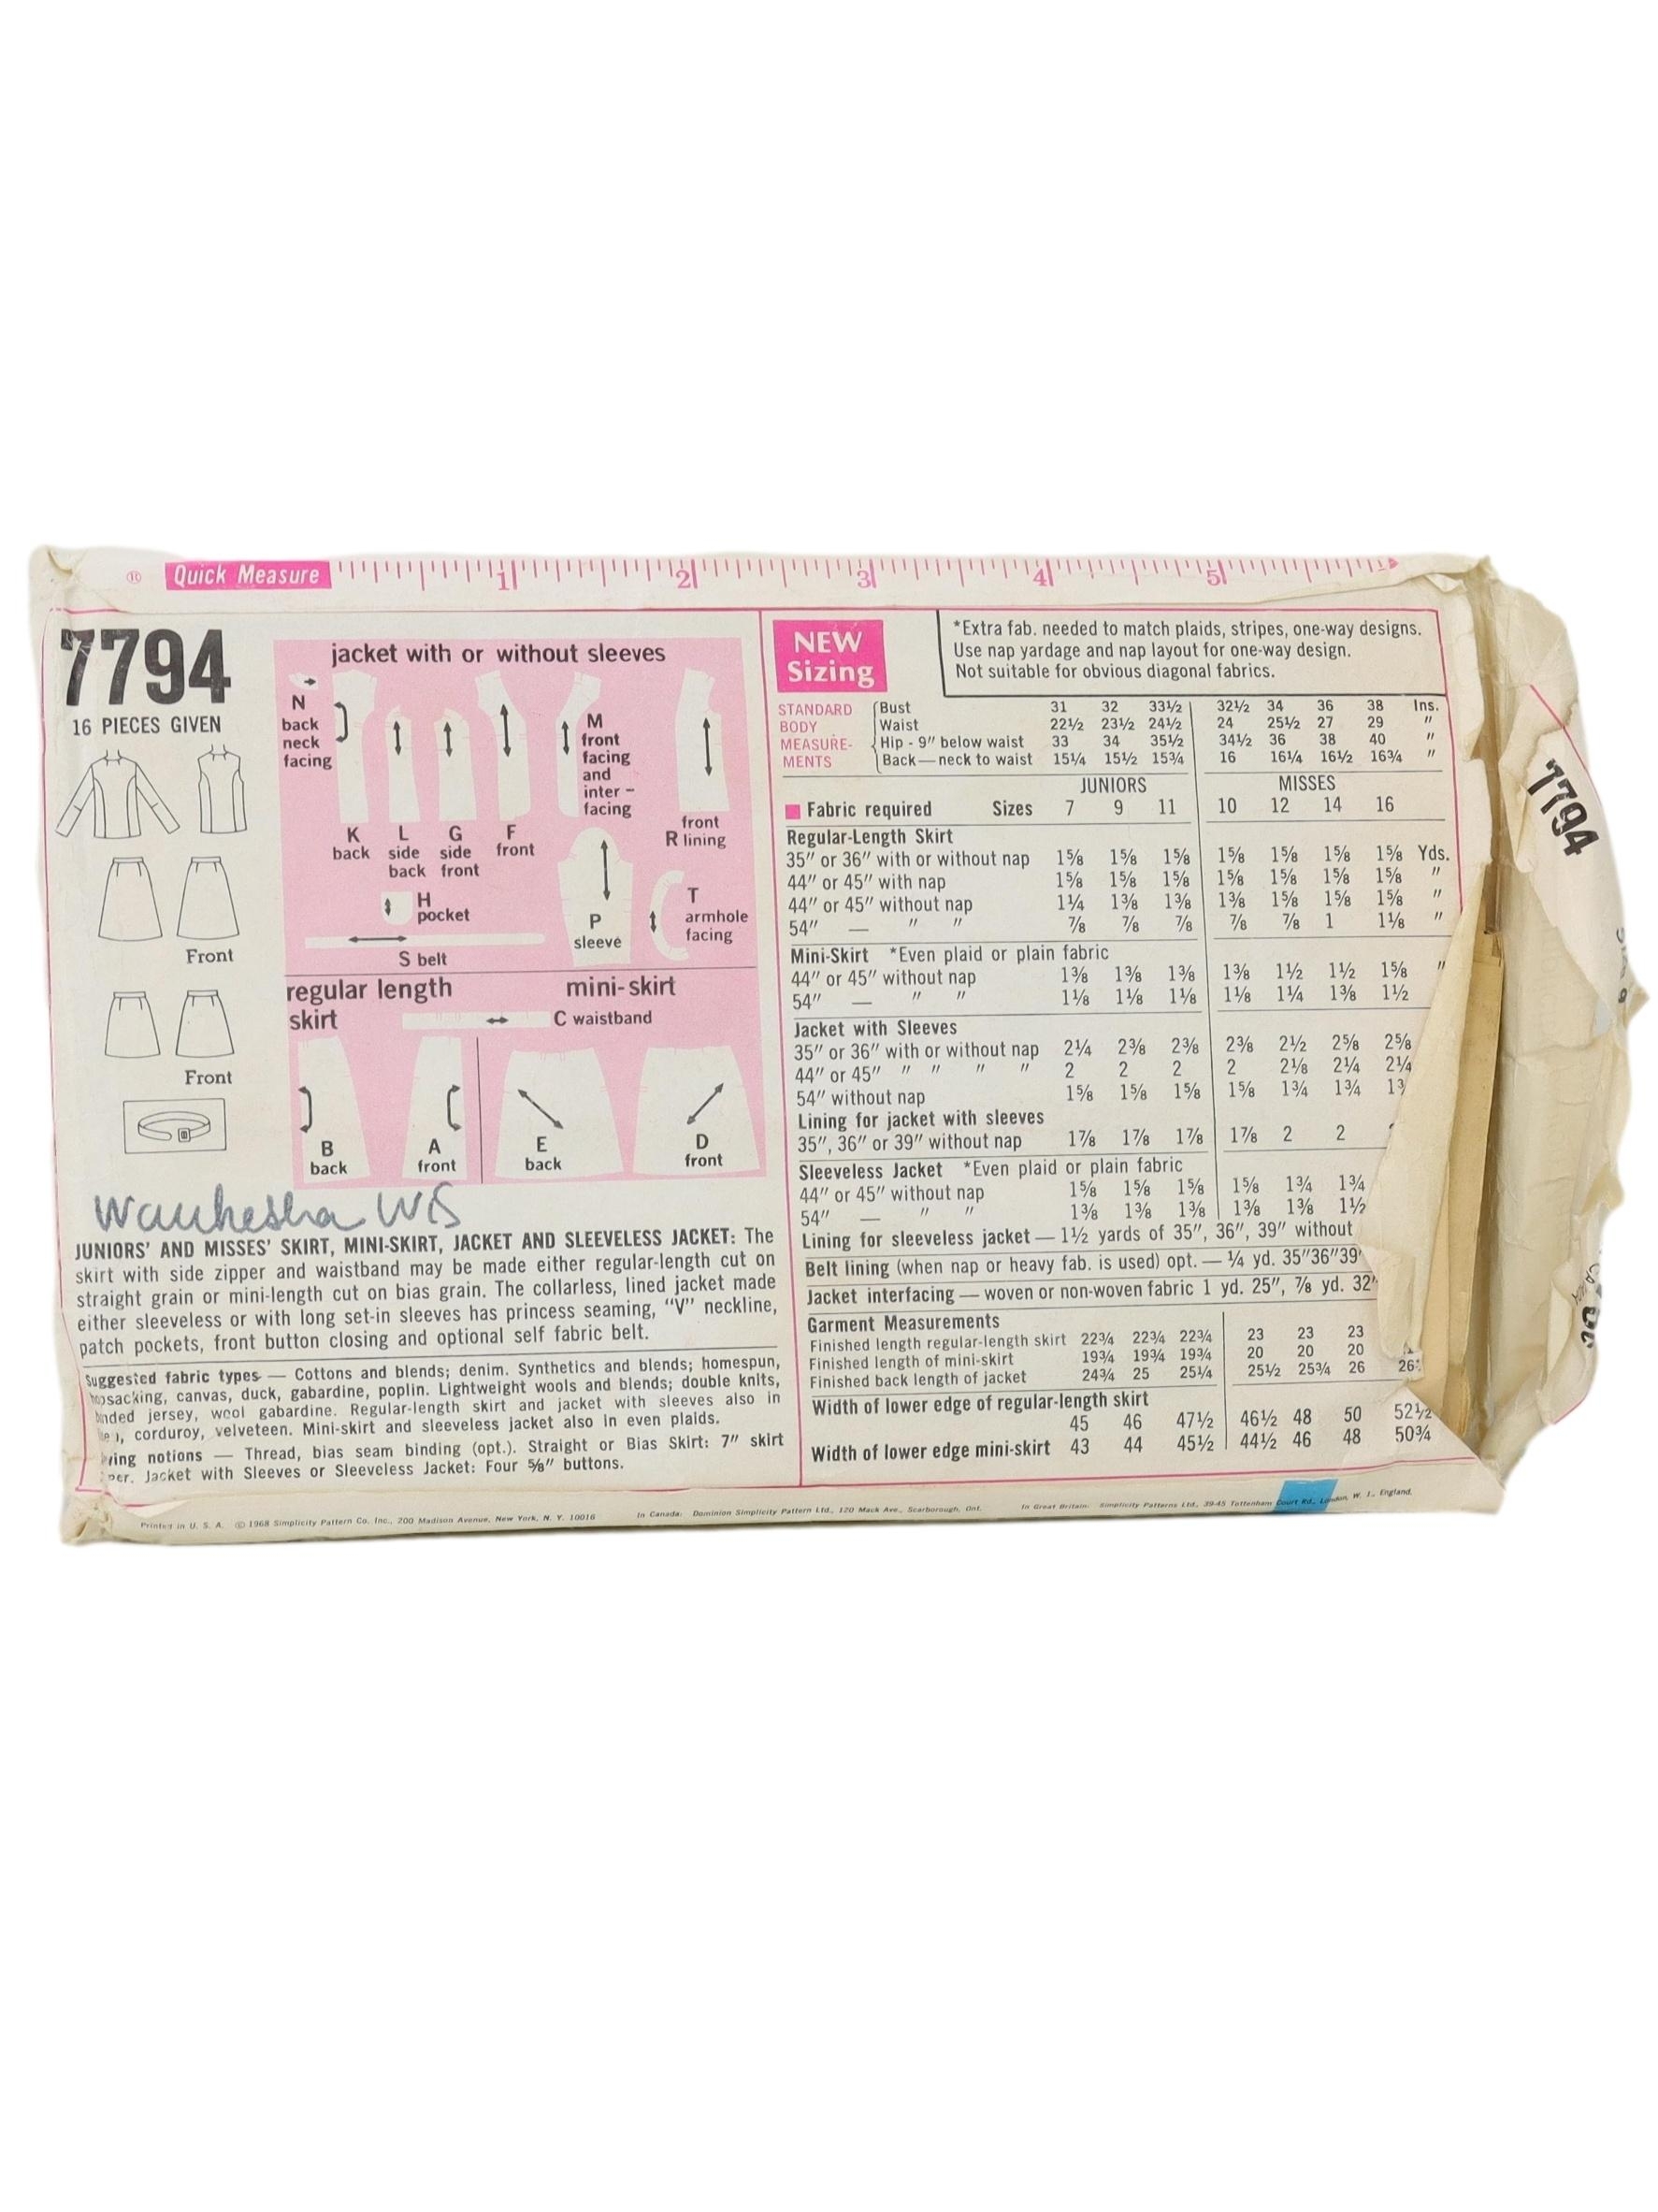 ® Quick Measure 1 2 3 4 5
7794
16 PIECES GIVEN
Front
Front
jacket with or without sleeves
N
back
neck
facing
K
back
L
side
back
G
side
front
F
front
M
front
facing
and
inter-
facing
front
R lining
H
pocket
P
sleeve
T
armhole
facing
S belt
regular length
skirt
mini-skirt
C waistband
B
back
A
front
E
back
D
front
Waukesha WIS
JUNIORS' AND MISSES' SKIRT, MINI-SKIRT, JACKET AND SLEEVELESS JACKET: The
skirt with side zipper and waistband may be made either regular-length cut on
straight grain or mini-length cut on bias grain. The collarless, lined jacket made
either sleeveless or with long set-in sleeves has princess seaming, "V" neckline,
patch pockets, front button closing and optional self fabric belt.
Suggested fabric types — Cottons and blends; denim. Synthetics and blends; homespun,
hopsacking, canvas, duck, gabardine, poplin. Lightweight wools and blends; double knits,
bonded jersey, wool gabardine. Regular-length skirt and jacket with sleeves also in
corduroy, velveteen. Mini-skirt and sleeveless jacket also in even plaids.
notions — Thread, bias seam binding (opt.). Straight or Bias Skirt: 7" skirt
Jacket with Sleeves or Sleeveless Jacket: Four 5/8" buttons.
NEW
Sizing
*Extra fab. needed to match plaids, stripes, one-way designs.
Use nap yardage and nap layout for one-way design.
Not suitable for obvious diagonal fabrics.
STANDARD Bust 31 32 33½ 32½ 34 36 38 Ins.
BODY Waist 22½ 23½ 24½ 24 25½ 27 29 "
MEASURE- Hip - 9" below waist 33 34 35½ 34½ 36 38 40 "
MENTS Back — neck to waist 15¼ 15½ 15¾ 16 16¼ 16½ 16¾ "
JUNIORS MISSES
Fabric required Sizes 7 9 11 10 12 14 16
Regular-Length Skirt
35" or 36" with or without nap 1⅝ 1⅝ 1⅝ 1⅝ 1⅝ 1⅝ 1⅝ Yds.
44" or 45" with nap 1⅝ 1⅝ 1⅝ 1⅝ 1⅝ 1⅝ 1⅝ "
44" or 45" without nap 1¼ 1⅜ 1⅜ 1⅜ 1⅝ 1⅝ 1⅝ "
54" — " " ⅞ ⅞ ⅞ ⅞ ⅞ 1 1⅛ "
Mini-Skirt *Even plaid or plain fabric
44" or 45" without nap 1⅜ 1⅜ 1⅜ 1⅜ 1½ 1½ 1⅝ "
54" — " " 1⅛ 1⅛ 1⅛ 1⅛ 1¼ 1⅜ 1½
Jacket with Sleeves
35" or 36" with or without nap 2¼ 2⅜ 2⅜ 2⅜ 2½ 2⅝ 2⅝
44" or 45" " " " " 2 2 2 2 2⅛ 2¼ 2¼
54" without nap 1⅝ 1⅝ 1⅝ 1⅝ 1¾ 1¾
Lining for jacket with sleeves
35", 36" or 39" without nap 1⅞ 1⅞ 1⅞ 1⅞ 2 2
Sleeveless Jacket *Even plaid or plain fabric
44" or 45" without nap 1⅝ 1⅝ 1⅝ 1⅝ 1¾ 1¾
54" — " " 1⅜ 1⅜ 1⅜ 1⅜ 1⅜ 1½
Lining for sleeveless jacket — 1½ yards of 35", 36", 39" without
Belt lining (when nap or heavy fab. is used) opt. — ¼ yd. 35"36"39"
Jacket interfacing — woven or non-woven fabric 1 yd. 25", ⅞ yd. 32"
Garment Measurements
Finished length regular-length skirt 22¾ 22¾ 22¾ 23 23 23
Finished length of mini-skirt 19¾ 19¾ 19¾ 20 20 20
Finished back length of jacket 24¾ 25 25¼ 25½ 25¾ 26
Width of lower edge of regular-length skirt
45 46 47½ 46½ 48 50 52½
Width of lower edge mini-skirt 43 44 45½ 44½ 46 48 50¾
Printed in U. S. A. © 1968 Simplicity Pattern Co. Inc., 200 Madison Avenue, New York, N. Y. 10016 In Canada: Dominion Simplicity Pattern Ltd., 120 Mack Ave., Scarborough, Ont. In Great Britain: Simplicity Patterns Ltd., 39-45 Tottenham Court Rd., London, W. 1., England.
7794